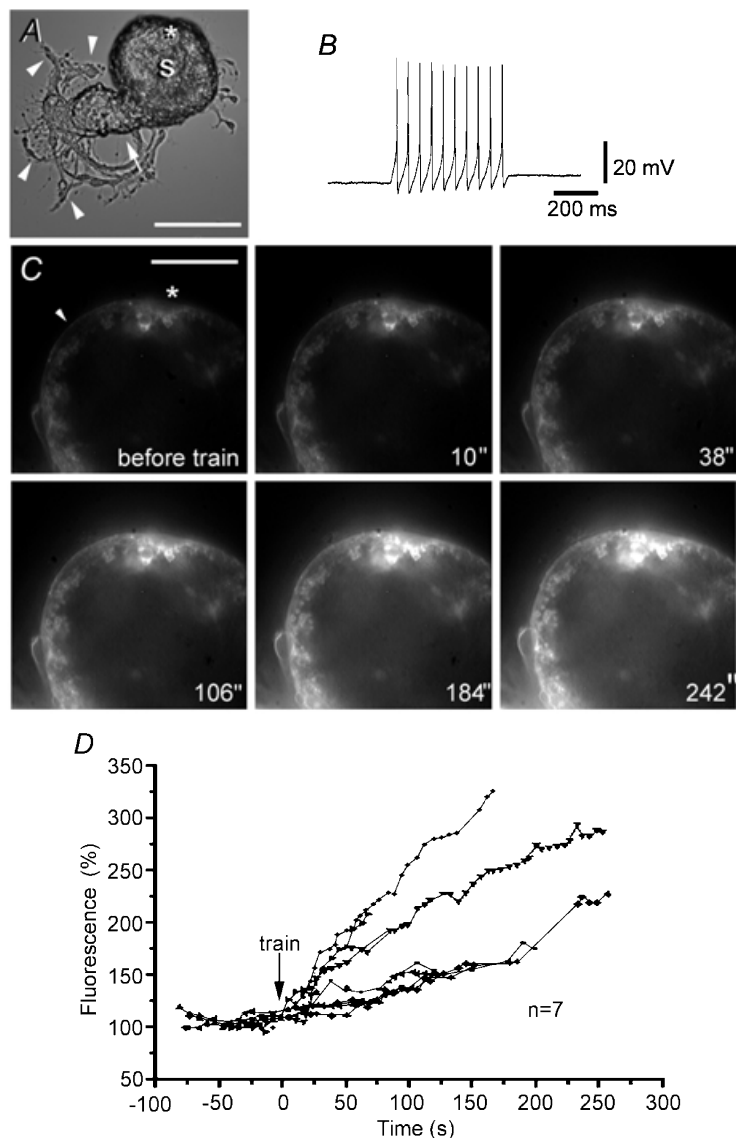 A
*
s
B
20 mV
200 ms
C
*
before train
10"
38"
106"
184"
242"
D
350
300
250
200
150
100
50
Fluorescence (%)
train
n=7
-100
-50
0
50
100
150
200
250
300
Time (s)